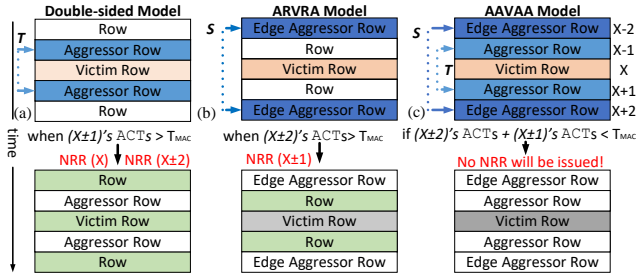 Double-sided Model
T
Row
Aggressor Row
Victim Row
Aggressor Row
Row
(a)
when (X±1)'s ACTs > TMAC
NRR (X) NRR (X±2)
Row
Aggressor Row
Victim Row
Aggressor Row
Row
time
ARVRA Model
S
Edge Aggressor Row
Row
Victim Row
Row
Edge Aggressor Row
(b)
when (X±2)'s ACTs> TMAC
NRR (X±1)
Edge Aggressor Row
Row
Victim Row
Row
Edge Aggressor Row
AAVAA Model
S
T
Edge Aggressor Row X-2
Aggressor Row X-1
Victim Row X
Aggressor Row X+1
Edge Aggressor Row X+2
(c)
if (X±2)'s ACTs + (X±1)'s ACTs < TMAC
No NRR will be issued!
Edge Aggressor Row
Aggressor Row
Victim Row
Aggressor Row
Edge Aggressor Row